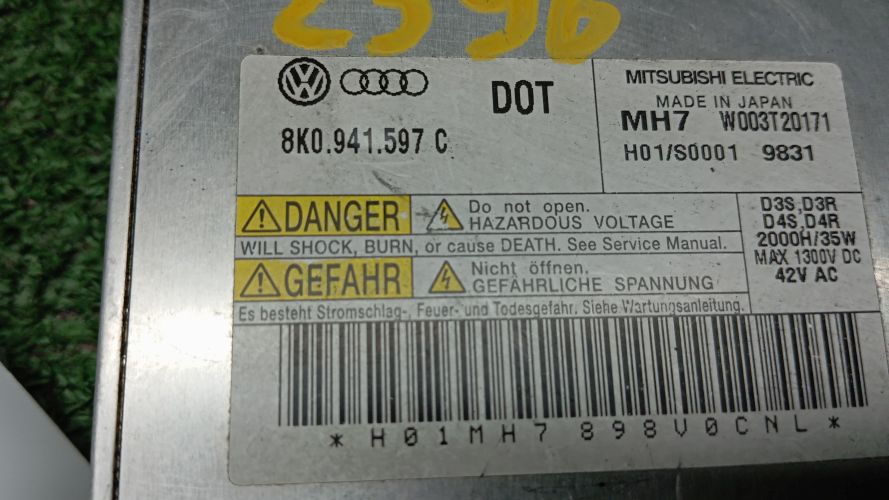 2596
8K0.941.597 C
DOT
MITSUBISHI ELECTRIC
MADE IN JAPAN
MH7 W003T20171
H01/S0001 9831
DANGER
Do not open.
HAZARDOUS VOLTAGE
WILL SHOCK, BURN, or cause DEATH. See Service Manual.
GEFAHR
Nicht öffnen.
GEFÄHRLICHE SPANNUNG
Es besteht Stromschlag-, Feuer- und Todesgefahr. Siehe Wartungsanleitung.
D3S,D3R
D4S,D4R
2000H/35W
MAX 1300V DC
42V AC
*H01MH7898V0CNL*